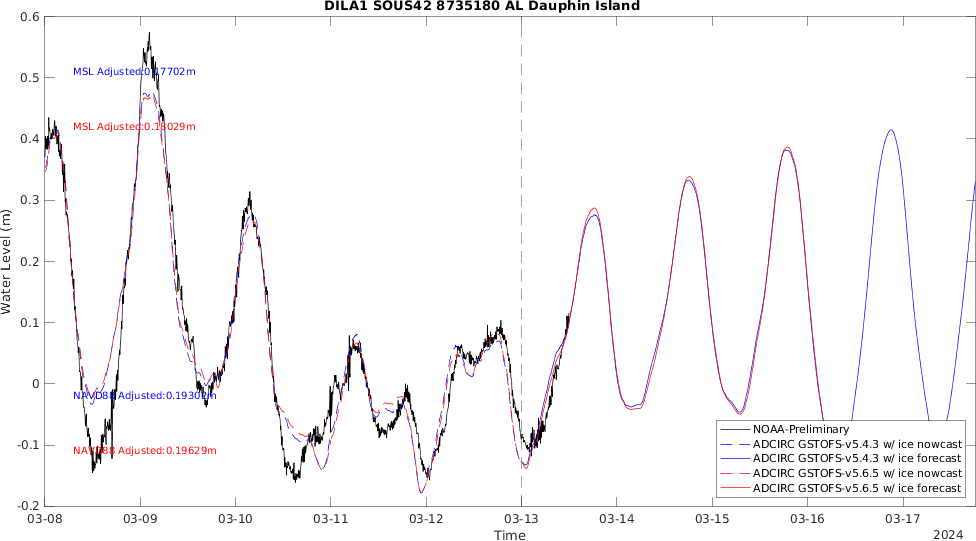 DILA1 SOUS42 8735180 AL Dauphin Island
0.6
MSL Adjusted:0.17702m
0.5
MSL Adjusted:0.18029m
0.4
0.3
0.2
Water Level (m)
0.1
0
NAVD88 Adjusted:0.19302m
-0.1
NAVD88 Adjusted:0.19629m
-0.2
NOAA-Preliminary
ADCIRC GSTOFS-v5.4.3 w/ ice nowcast
ADCIRC GSTOFS-v5.4.3 w/ ice forecast
ADCIRC GSTOFS-v5.6.5 w/ ice nowcast
ADCIRC GSTOFS-v5.6.5 w/ ice forecast
03-08 03-09 03-10 03-11 03-12 03-13 03-14 03-15 03-16 03-17
Time
2024